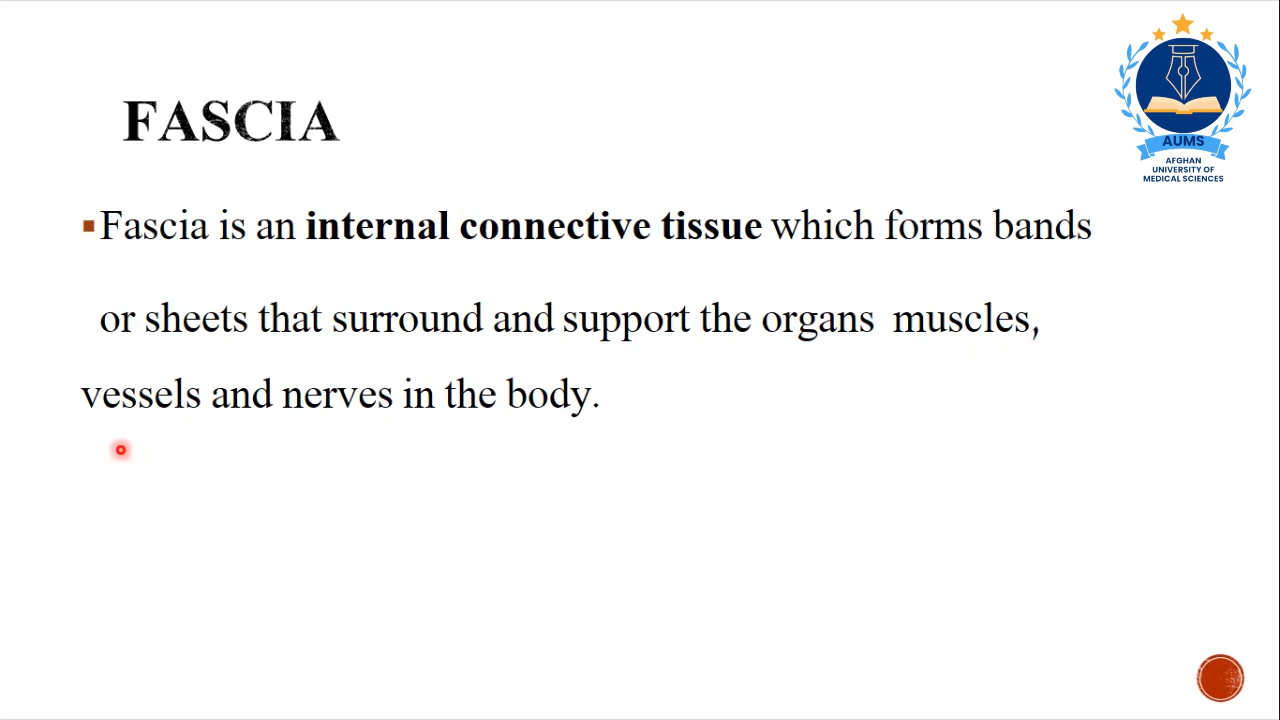 AUMS
AFGHAN
UNIVERSITY OF
MEDICAL SCIENCES
FASCIA
▪Fascia is an internal connective tissue which forms bands
or sheets that surround and support the organs muscles,
vessels and nerves in the body.